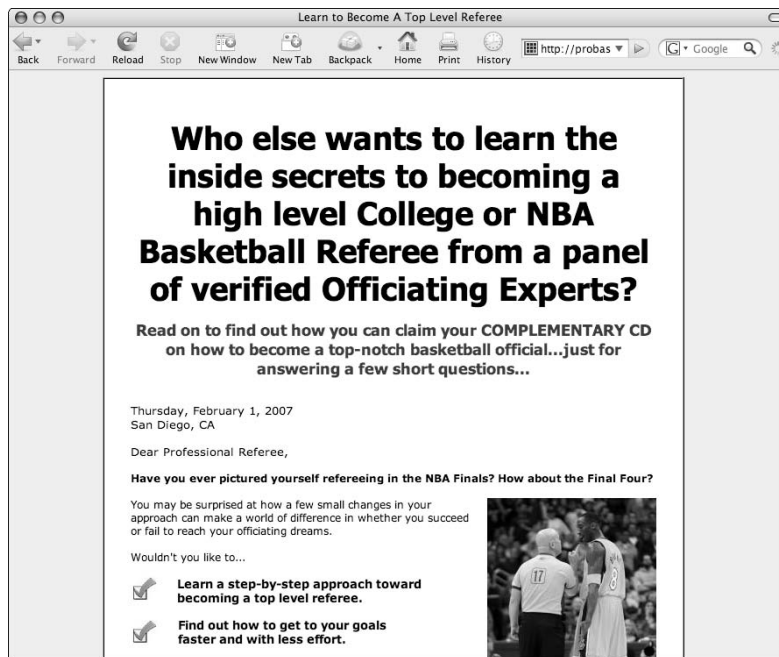 Learn to Become A Top Level Referee
Back Forward Reload Stop New Window New Tab Backpack Home Print History http://probas G Google
Who else wants to learn the
inside secrets to becoming a
high level College or NBA
Basketball Referee from a panel
of verified Officiating Experts?
Read on to find out how you can claim your COMPLEMENTARY CD
on how to become a top-notch basketball official...just for
answering a few short questions...
Thursday, February 1, 2007
San Diego, CA
Dear Professional Referee,
Have you ever pictured yourself refereeing in the NBA Finals? How about the Final Four?
You may be surprised at how a few small changes in your
approach can make a world of difference in whether you succeed
or fail to reach your officiating dreams.
Wouldn't you like to...
Learn a step-by-step approach toward
becoming a top level referee.
Find out how to get to your goals
faster and with less effort.
17
8